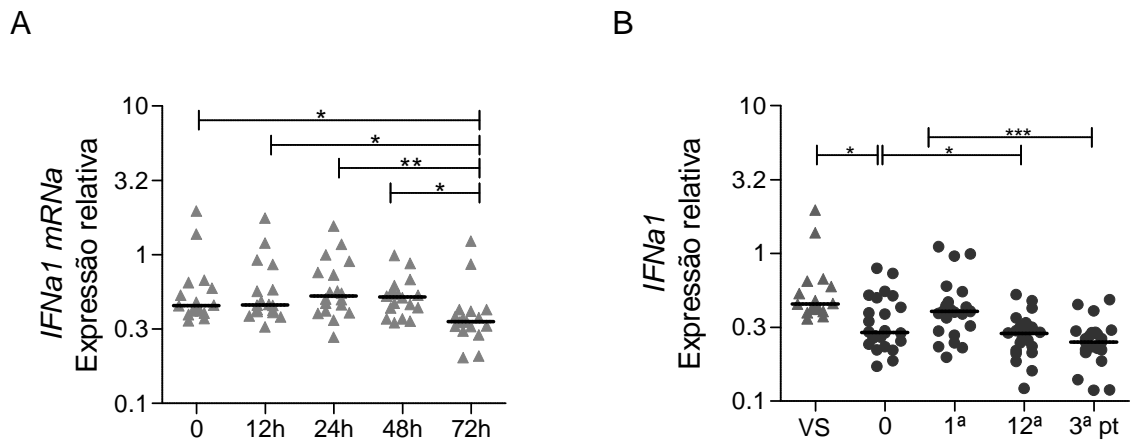 A
B
IFNa1 mRNa
Expressão relativa
10
3.2
1
0.3
0.1
*
*
**
*
0 12h 24h 48h 72h
IFNa1
Expressão relativa
10
3.2
1
0.3
0.1
***
* *
VS 0 1ª 12ª 3ª pt